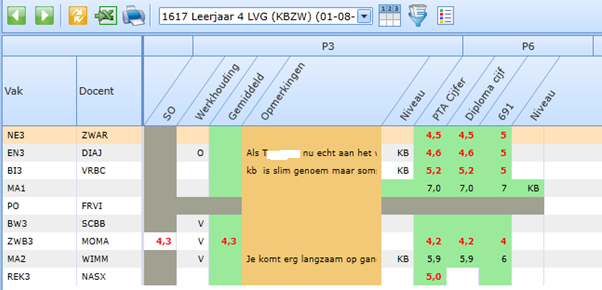 1617 Leerjaar 4 LVG (KBZW) (01-08-
1 2 3
P3 P6
Vak Docent SO Werkhouding Gemiddeld Opmerkingen Niveau PTA Cijfer Diploma cijf 691 Niveau
NE3 ZWAR 4,5 4,5 5
EN3 DIAJ O Als T nu echt aan het KB 4,6 4,6 5
BI3 VRBC kb is slim genoeg maar som KB 5,2 5,2 5
MA1 7,0 7,0 7 KB
PO FRVI
BW3 SCBB V
ZWB3 MOMA 4,3 V 4,3 4,2 4,2 4
MA2 WIMM V Je komt erg langzaam op gan KB 5,9 5,9 6
REK3 NASX 5,0